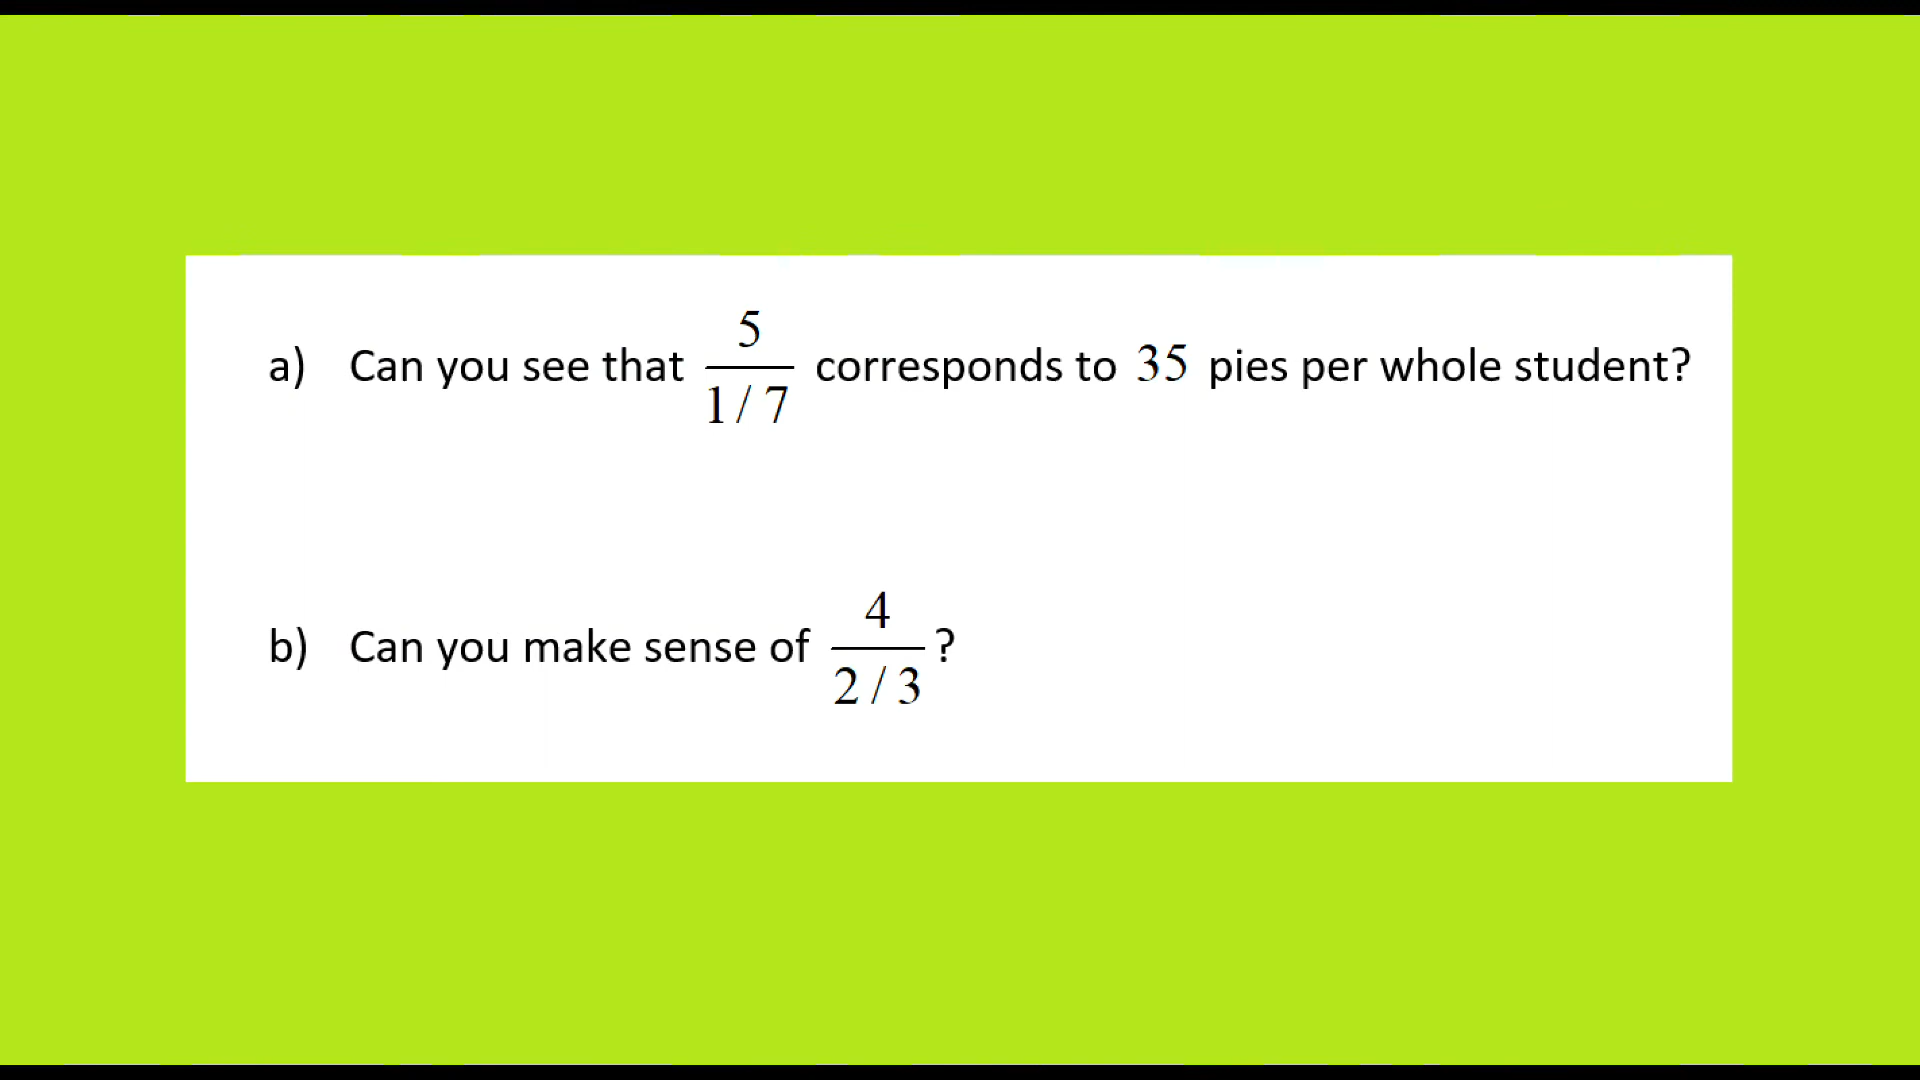 a) Can you see that 5/(1/7) corresponds to 35 pies per whole student?
b) Can you make sense of 4/(2/3)?